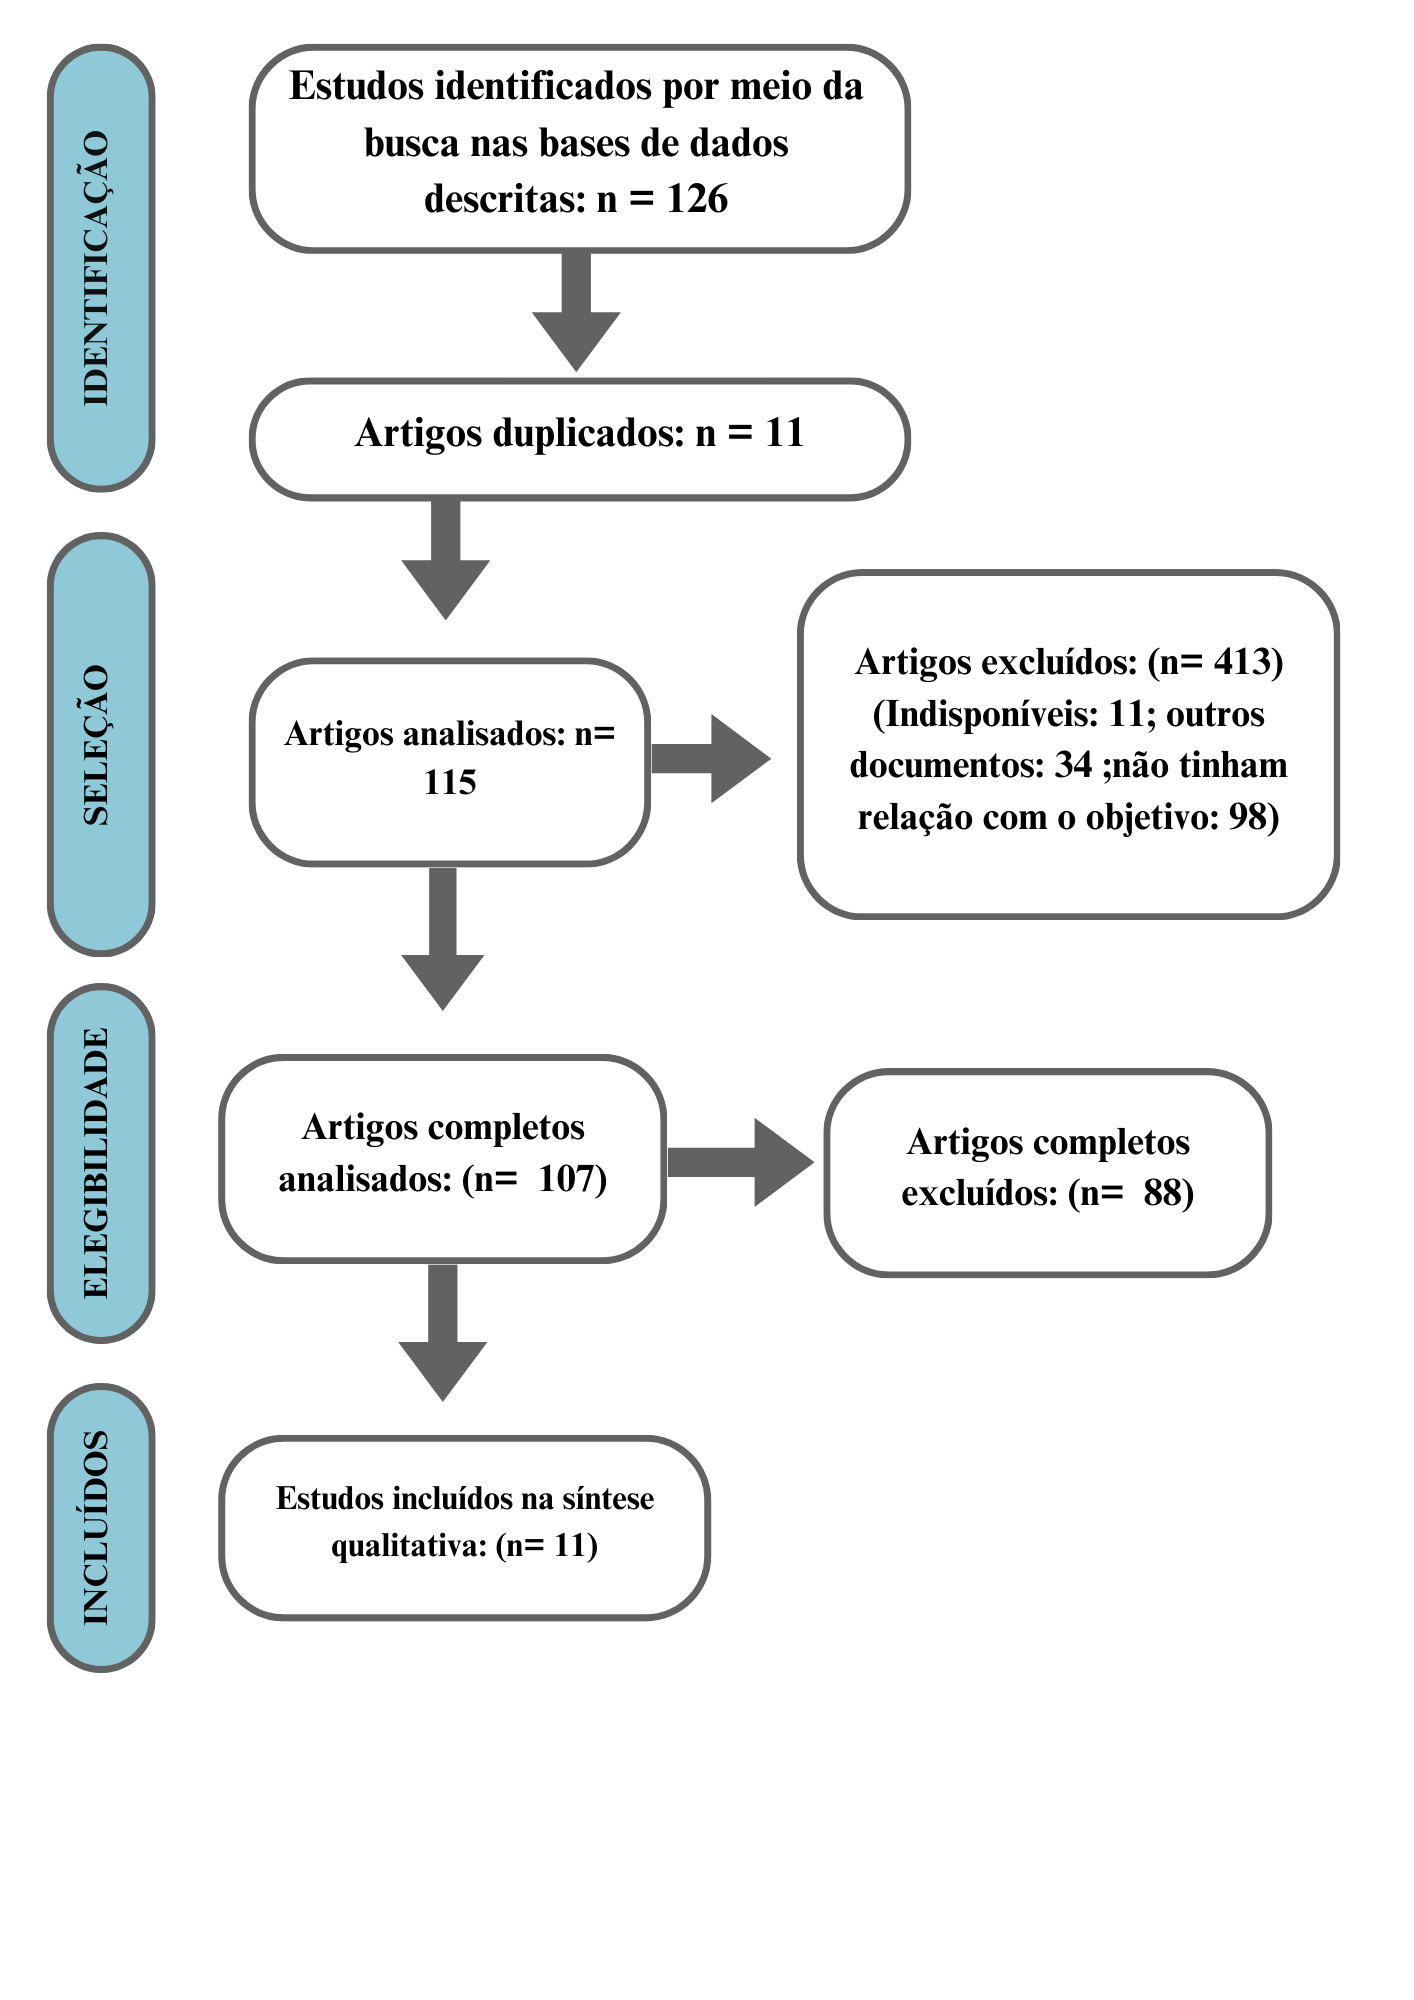 IDENTIFICAÇÃO
Estudos identificados por meio da
busca nas bases de dados
descritas: n = 126
Artigos duplicados: n = 11
SELEÇÃO
Artigos analisados: n=
115
Artigos excluídos: (n= 413)
(Indisponíveis: 11; outros
documentos: 34 ;não tinham
relação com o objetivo: 98)
ELEGIBILIDADE
Artigos completos
analisados: (n=  107)
Artigos completos
excluídos: (n=  88)
INCLUÍDOS
Estudos incluídos na síntese
qualitativa: (n= 11)